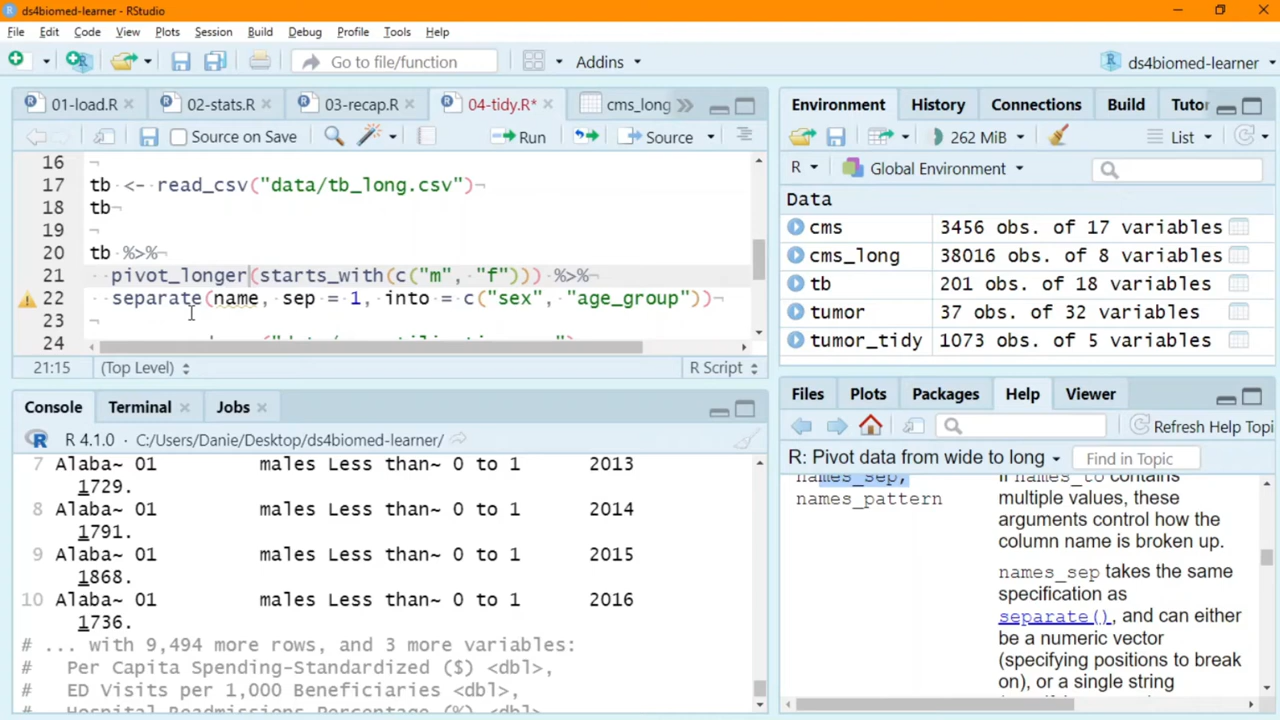 ds4biomed-learner - RStudio
File Edit Code View Plots Session Build Debug Profile Tools Help
Go to file/function Addins ds4biomed-learner
01-load.R 02-stats.R 03-recap.R 04-tidy.R* cms_long
Source on Save Run Source
16 ¬
17 tb·<-·read_csv("data/tb_long.csv")¬
18 tb¬
19 ¬
20 tb·%>%¬
21 ··pivot_longer(starts_with(c("m",·"f")))·%>%¬
22 ··separate(name,·sep·=·1,·into·=·c("sex",·"age_group"))¬
23 ¬
24
21:15 (Top Level) R Script
Console Terminal Jobs
R 4.1.0 · C:/Users/Danie/Desktop/ds4biomed-learner/
7 Alaba~ 01 males Less than~ 0 to 1 2013
1729.
8 Alaba~ 01 males Less than~ 0 to 1 2014
1791.
9 Alaba~ 01 males Less than~ 0 to 1 2015
1868.
10 Alaba~ 01 males Less than~ 0 to 1 2016
1736.
# ... with 9,494 more rows, and 3 more variables:
# Per Capita Spending-Standardized ($) <dbl>,
# ED Visits per 1,000 Beneficiaries <dbl>,
# Hospital Readmissions Percentage (%) <dbl>
Environment History Connections Build Tutor
262 MiB List
R Global Environment
Data
cms 3456 obs. of 17 variables
cms_long 38016 obs. of 8 variables
tb 201 obs. of 18 variables
tumor 37 obs. of 32 variables
tumor_tidy 1073 obs. of 5 variables
Files Plots Packages Help Viewer
Refresh Help Topi
R: Pivot data from wide to long Find in Topic
names_sep,
names_pattern
If names_to contains
multiple values, these
arguments control how the
column name is broken up.
names_sep takes the same
specification as
separate(), and can either
be a numeric vector
(specifying positions to break
on), or a single string